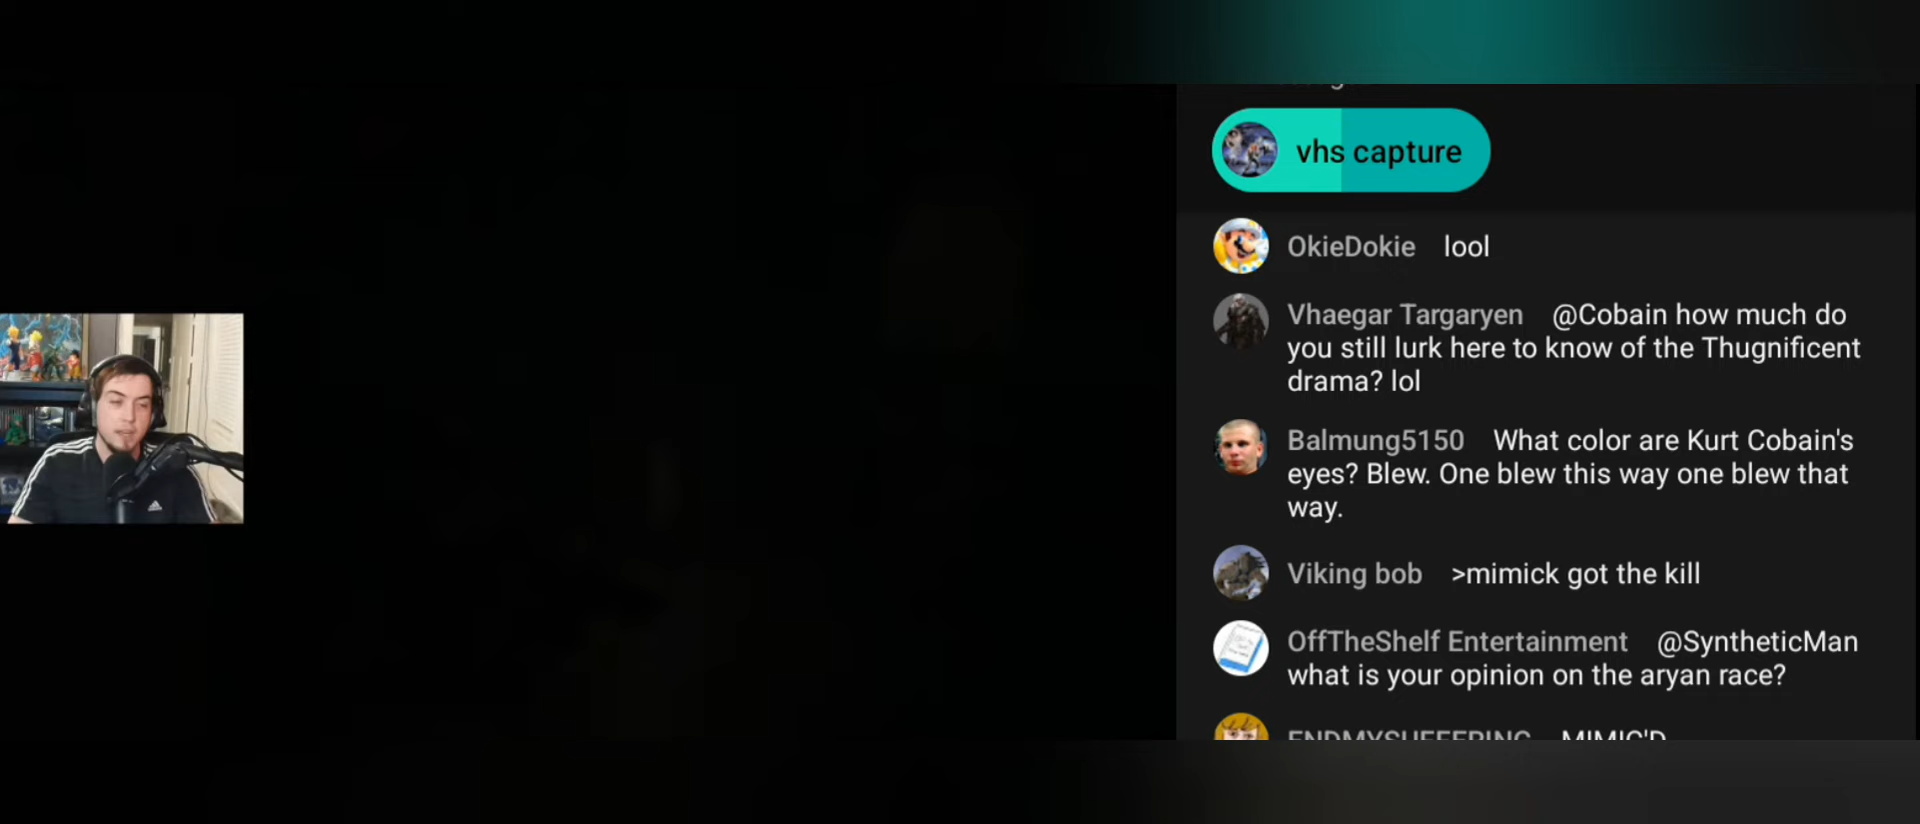 vhs capture
OkieDokie lool
Vhaegar Targaryen @Cobain how much do
you still lurk here to know of the Thugnificent
drama? lol
Balmung5150 What color are Kurt Cobain's
eyes? Blew. One blew this way one blew that
way.
Viking bob >mimick got the kill
OffTheShelf Entertainment @SyntheticMan
what is your opinion on the aryan race?
ENDMYSUFFERING MIMIC'D